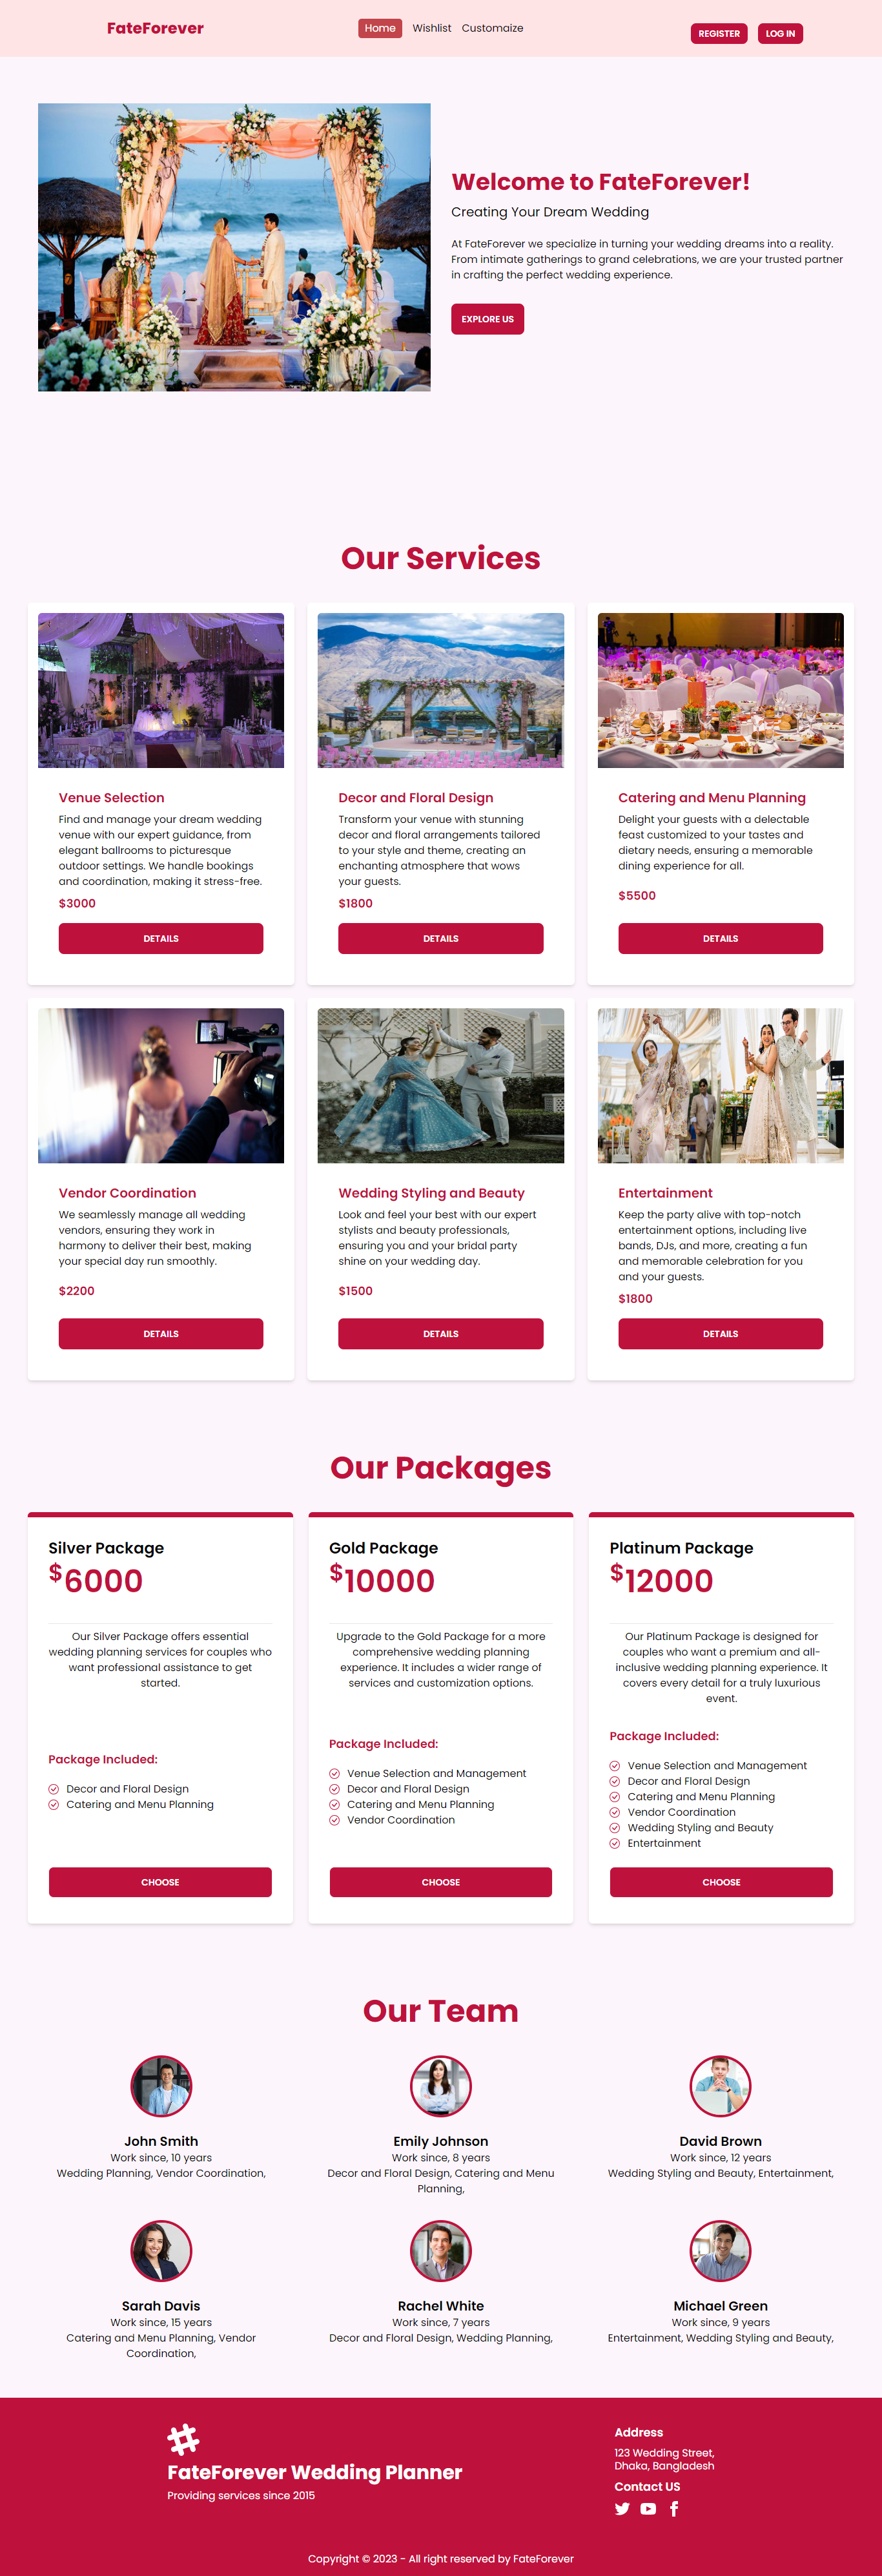 FateForever
Home Wishlist Customaize
REGISTER LOG IN
Welcome to FateForever!
Creating Your Dream Wedding
At FateForever we specialize in turning your wedding dreams into a reality.
From intimate gatherings to grand celebrations, we are your trusted partner
in crafting the perfect wedding experience.
EXPLORE US
Our Services
Venue Selection
Find and manage your dream wedding
venue with our expert guidance, from
elegant ballrooms to picturesque
outdoor settings. We handle bookings
and coordination, making it stress-free.
$3000
DETAILS
Decor and Floral Design
Transform your venue with stunning
decor and floral arrangements tailored
to your style and theme, creating an
enchanting atmosphere that wows
your guests.
$1800
DETAILS
Catering and Menu Planning
Delight your guests with a delectable
feast customized to your tastes and
dietary needs, ensuring a memorable
dining experience for all.
$5500
DETAILS
Vendor Coordination
We seamlessly manage all wedding
vendors, ensuring they work in
harmony to deliver their best, making
your special day run smoothly.
$2200
DETAILS
Wedding Styling and Beauty
Look and feel your best with our expert
stylists and beauty professionals,
ensuring you and your bridal party
shine on your wedding day.
$1500
DETAILS
Entertainment
Keep the party alive with top-notch
entertainment options, including live
bands, DJs, and more, creating a fun
and memorable celebration for you
and your guests.
$1800
DETAILS
Our Packages
Silver Package
$6000
Our Silver Package offers essential
wedding planning services for couples who
want professional assistance to get
started.
Package Included:
Decor and Floral Design
Catering and Menu Planning
CHOOSE
Gold Package
$10000
Upgrade to the Gold Package for a more
comprehensive wedding planning
experience. It includes a wider range of
services and customization options.
Package Included:
Venue Selection and Management
Decor and Floral Design
Catering and Menu Planning
Vendor Coordination
CHOOSE
Platinum Package
$12000
Our Platinum Package is designed for
couples who want a premium and all-
inclusive wedding planning experience. It
covers every detail for a truly luxurious
event.
Package Included:
Venue Selection and Management
Decor and Floral Design
Catering and Menu Planning
Vendor Coordination
Wedding Styling and Beauty
Entertainment
CHOOSE
Our Team
John Smith
Work since, 10 years
Wedding Planning, Vendor Coordination,
Emily Johnson
Work since, 8 years
Decor and Floral Design, Catering and Menu
Planning,
David Brown
Work since, 12 years
Wedding Styling and Beauty, Entertainment,
Sarah Davis
Work since, 15 years
Catering and Menu Planning, Vendor
Coordination,
Rachel White
Work since, 7 years
Decor and Floral Design, Wedding Planning,
Michael Green
Work since, 9 years
Entertainment, Wedding Styling and Beauty,
FateForever Wedding Planner
Providing services since 2015
Address
123 Wedding Street,
Dhaka, Bangladesh
Contact US
Copyright © 2023 - All right reserved by FateForever